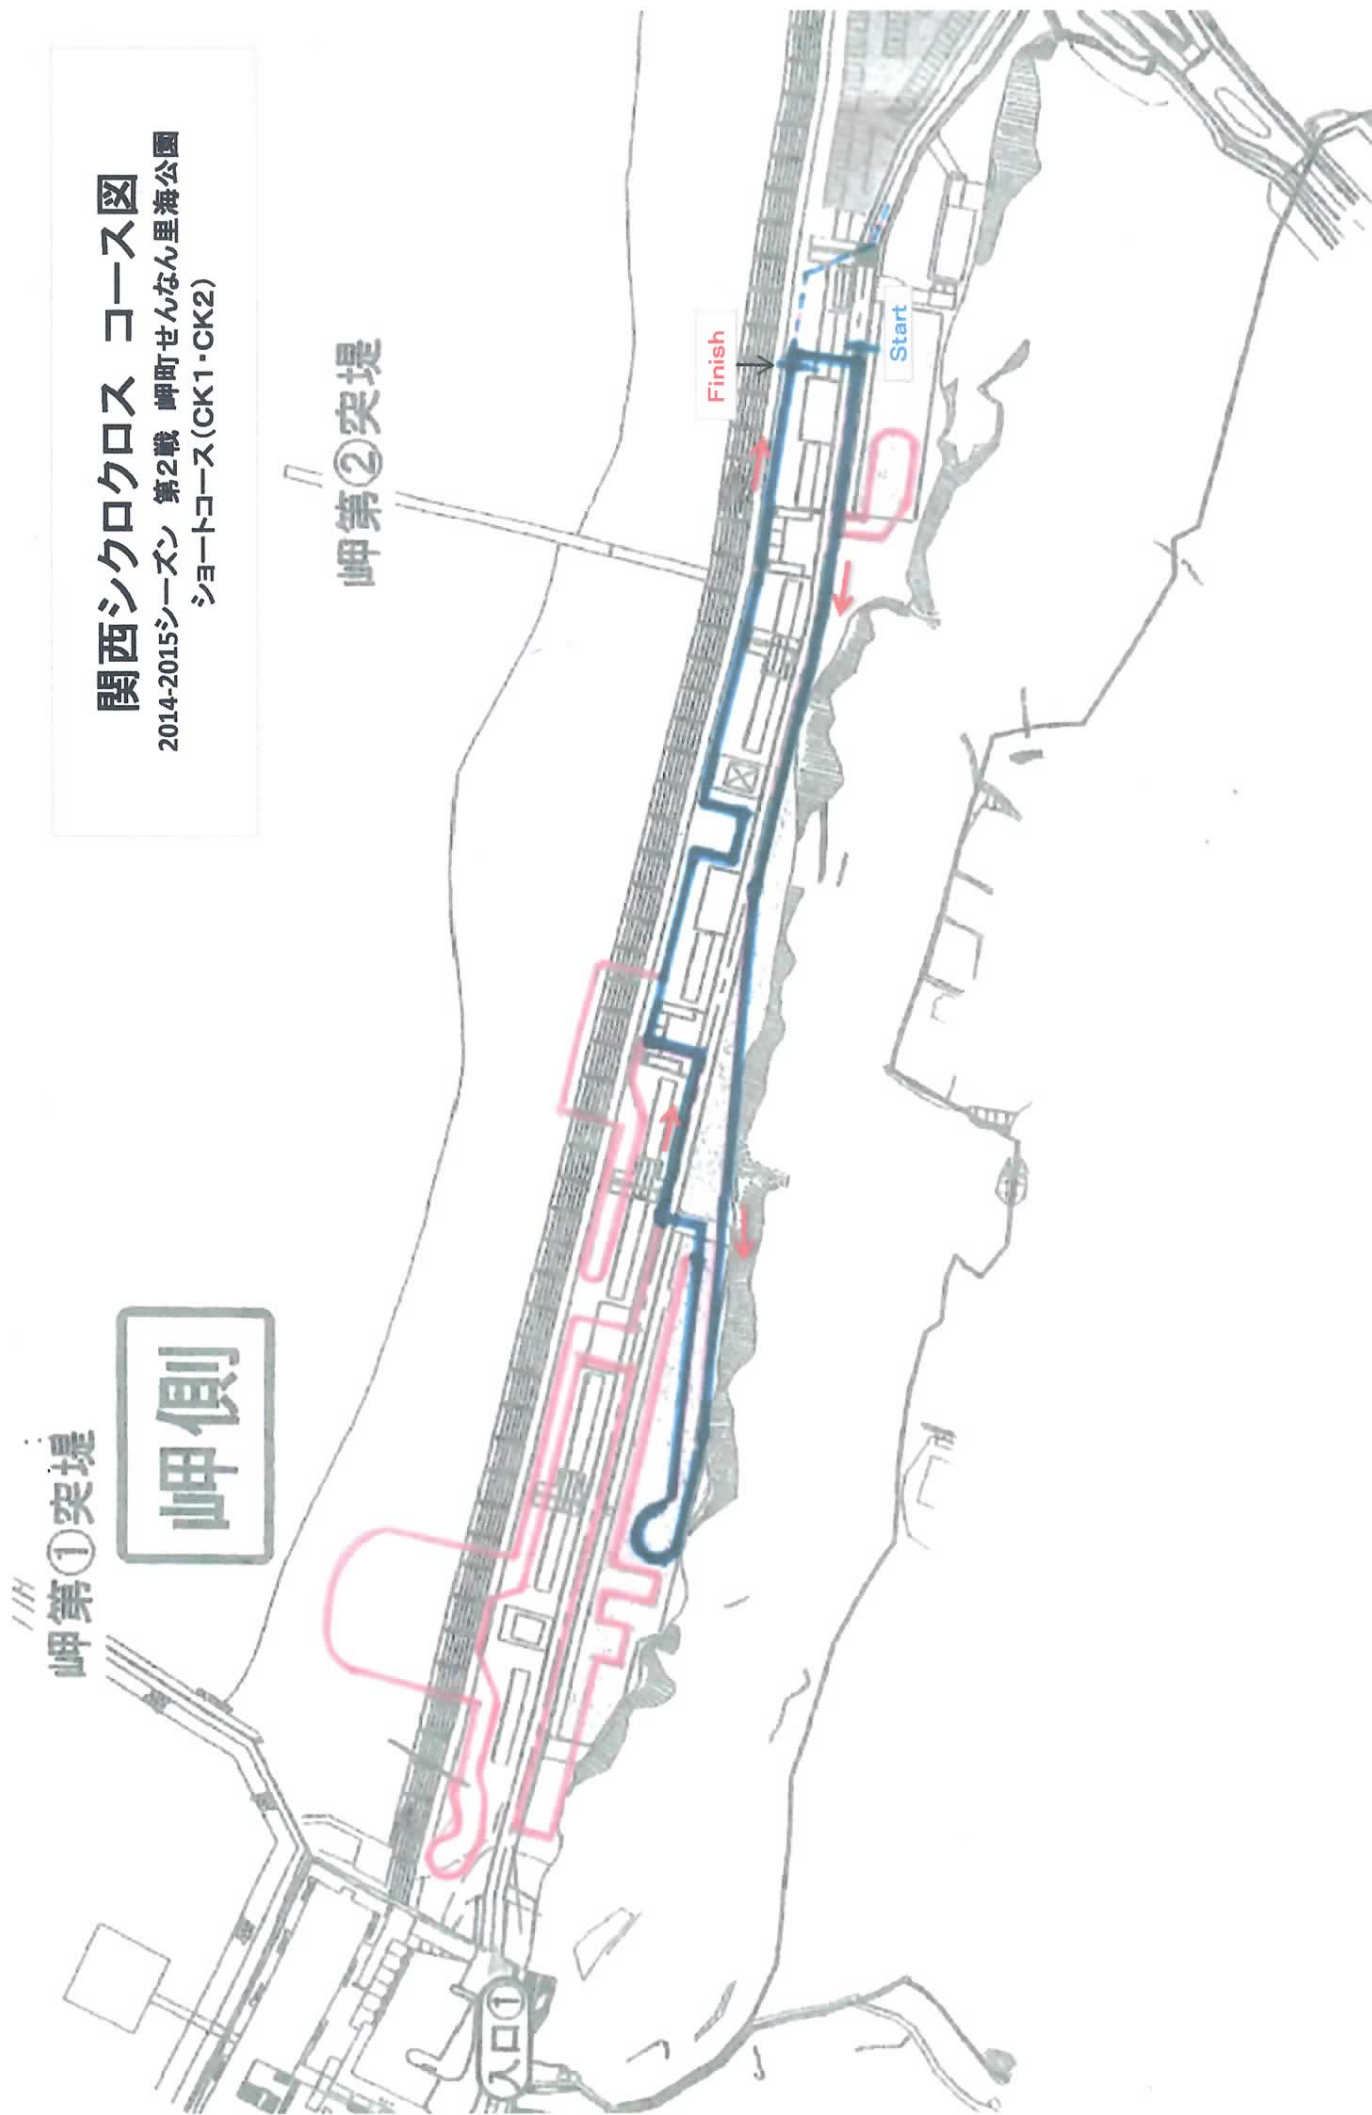 関西シクロクロス コース図
2014-2015シーズン 第2戦 岬町せんなん里海公園
ショートコース(CK1・CK2)
岬第①突堤
岬第②突堤
岬側
Finish
Start
入口①